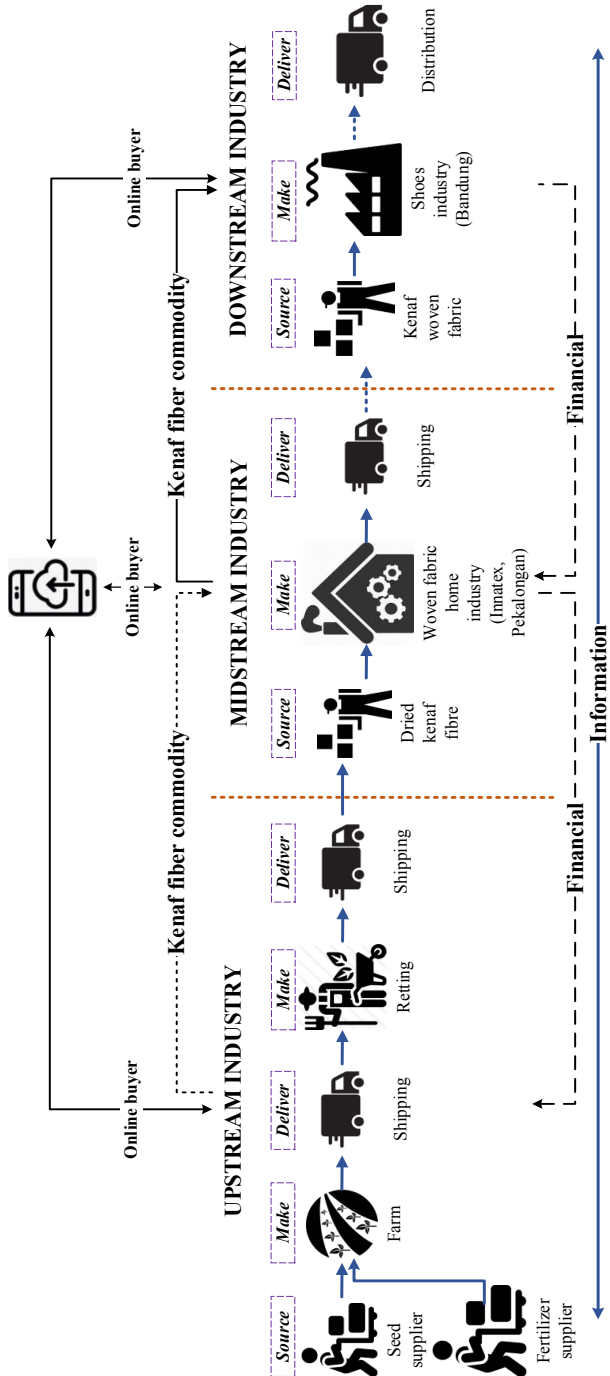 Online buyer
Online buyer
Online buyer
Kenaf fiber commodity
Kenaf fiber commodity
UPSTREAM INDUSTRY
MIDSTREAM INDUSTRY
DOWNSTREAM INDUSTRY
Source
Make
Deliver
Make
Deliver
Source
Make
Deliver
Source
Make
Deliver
Seed
supplier
Fertilizer
supplier
Farm
Shipping
Retting
Shipping
Dried
kenaf
fibre
Woven fabric
home
industry
(Innatex,
Pekalongan)
Shipping
Kenaf
woven
fabric
Shoes
industry
(Bandung)
Distribution
Financial
Financial
Information